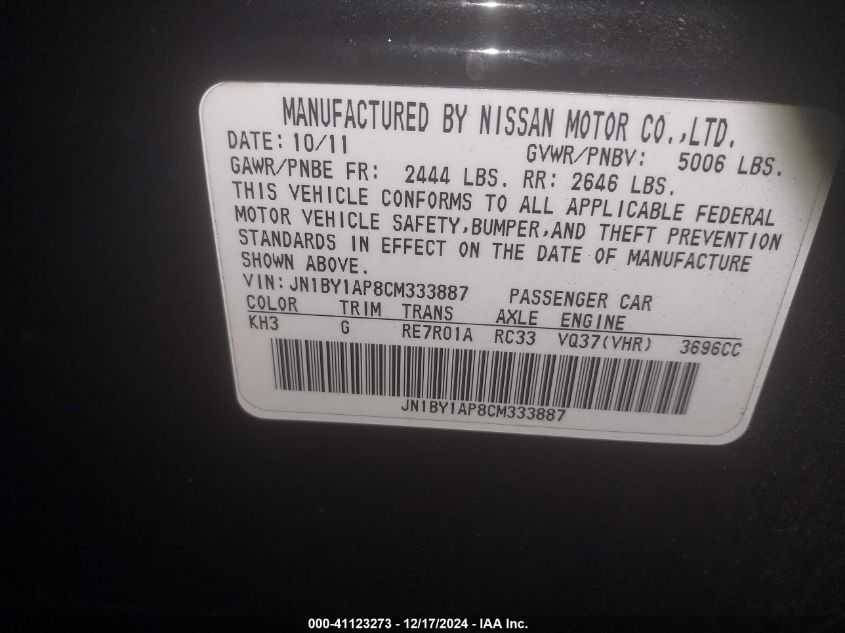 MANUFACTURED BY NISSAN MOTOR CO.,LTD.
DATE: 10/11 GVWR/PNBV: 5006 LBS.
GAWR/PNBE FR: 2444 LBS. RR: 2646 LBS.
THIS VEHICLE CONFORMS TO ALL APPLICABLE FEDERAL
MOTOR VEHICLE SAFETY,BUMPER,AND THEFT PREVENTION
STANDARDS IN EFFECT ON THE DATE OF MANUFACTURE
SHOWN ABOVE.
VIN:JN1BY1AP8CM333887 PASSENGER CAR
COLOR TRIM TRANS AXLE ENGINE
KH3 G RE7R01A RC33 VQ37(VHR) 3696CC
JN1BY1AP8CM333887
000-41123273 - 12/17/2024 - IAA Inc.